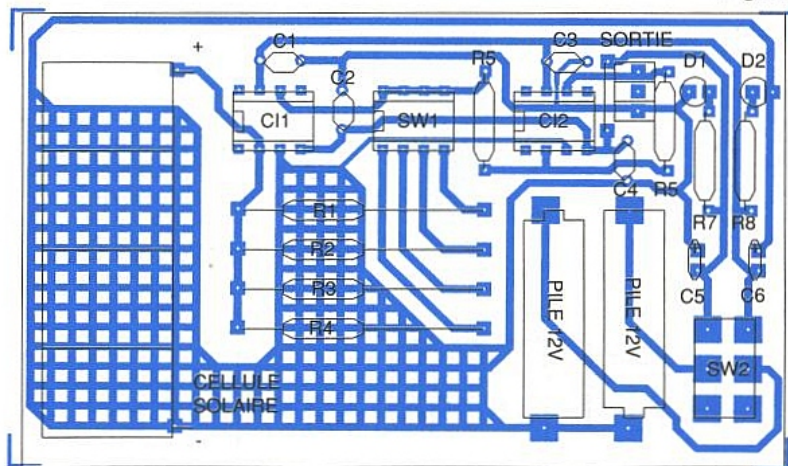 +
C1
C3
SORTIE
C2
R5
D1
D2
CI1
SW1
CI2
C4
R5
R7
R8
R1
R2
R3
R4
PILE 12V
PILE 12V
C5
C6
SW2
CELLULE
SOLAIRE
-